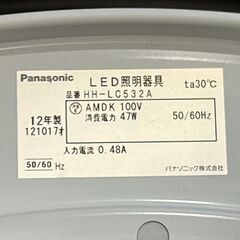 Panasonic LED照明器具 ta30℃
品番 HH-LC532A
12年製 AMDK 100V
121017オ 消費電力 47W 50/60Hz
50/60 Hz 入力電流 0.48A
パナソニック株式会社